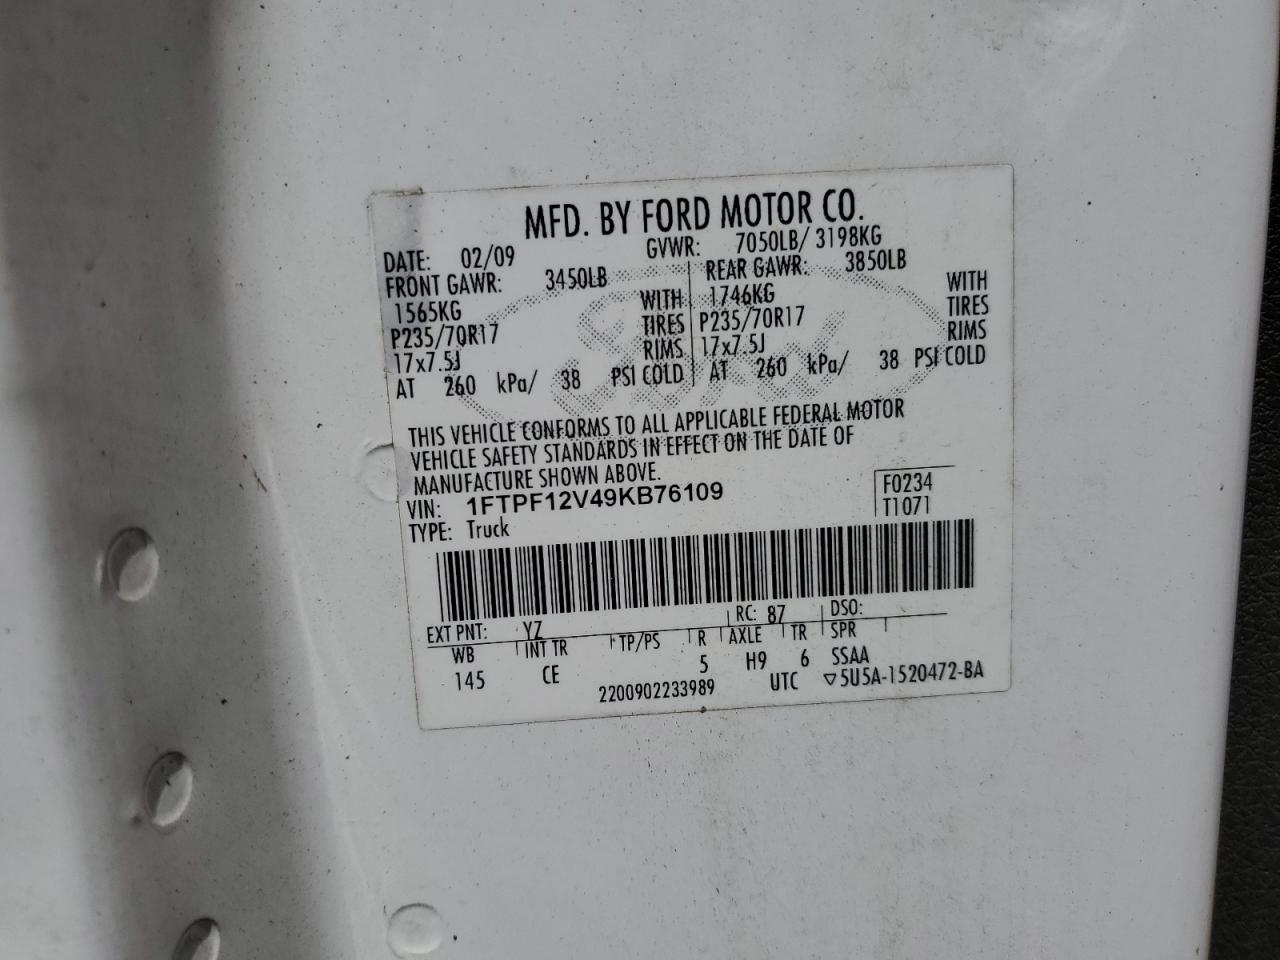 MFD. BY FORD MOTOR CO.
DATE: 02/09 GVWR: 7050LB/ 3198KG
FRONT GAWR: 3450LB REAR GAWR: 3850LB
1565KG WITH 1746KG WITH
P235/70R17 TIRES P235/70R17 TIRES
17x7.5J RIMS 17x7.5J RIMS
AT 260 kPa/ 38 PSI COLD AT 260 kPa/ 38 PSI COLD
THIS VEHICLE CONFORMS TO ALL APPLICABLE FEDERAL MOTOR
VEHICLE SAFETY STANDARDS IN EFFECT ON THE DATE OF
MANUFACTURE SHOWN ABOVE.
VIN: 1FTPF12V49KB76109 F0234
TYPE: Truck T1071
EXT PNT: YZ RC: 87 DSO:
WB INT TR TP/PS R AXLE TR SPR
145 CE 5 H9 6 SSAA
2200902233989 UTC ▽5U5A-1520472-BA